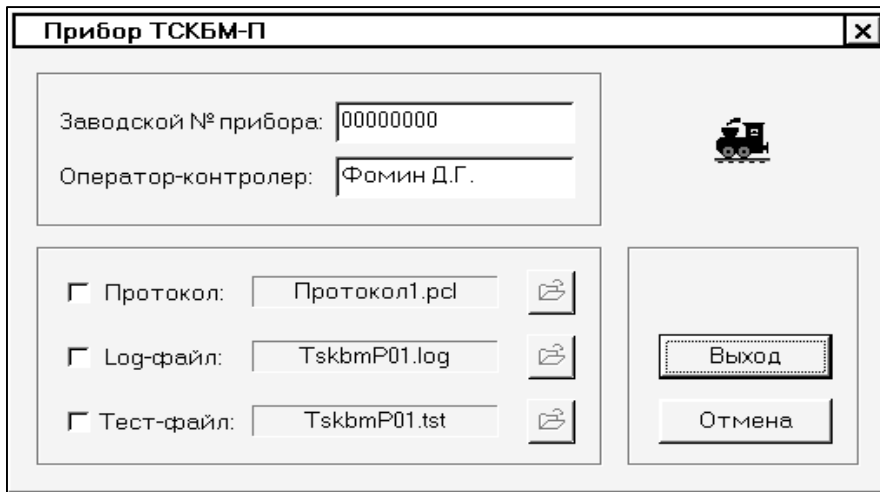 Прибор ТСКБМ-П
Заводской № прибора: 00000000
Оператор-контролер: Фомин Д.Г.
Протокол: Протокол1.pcl
Log-файл: TskbmP01.log
Тест-файл: TskbmP01.tst
Выход
Отмена